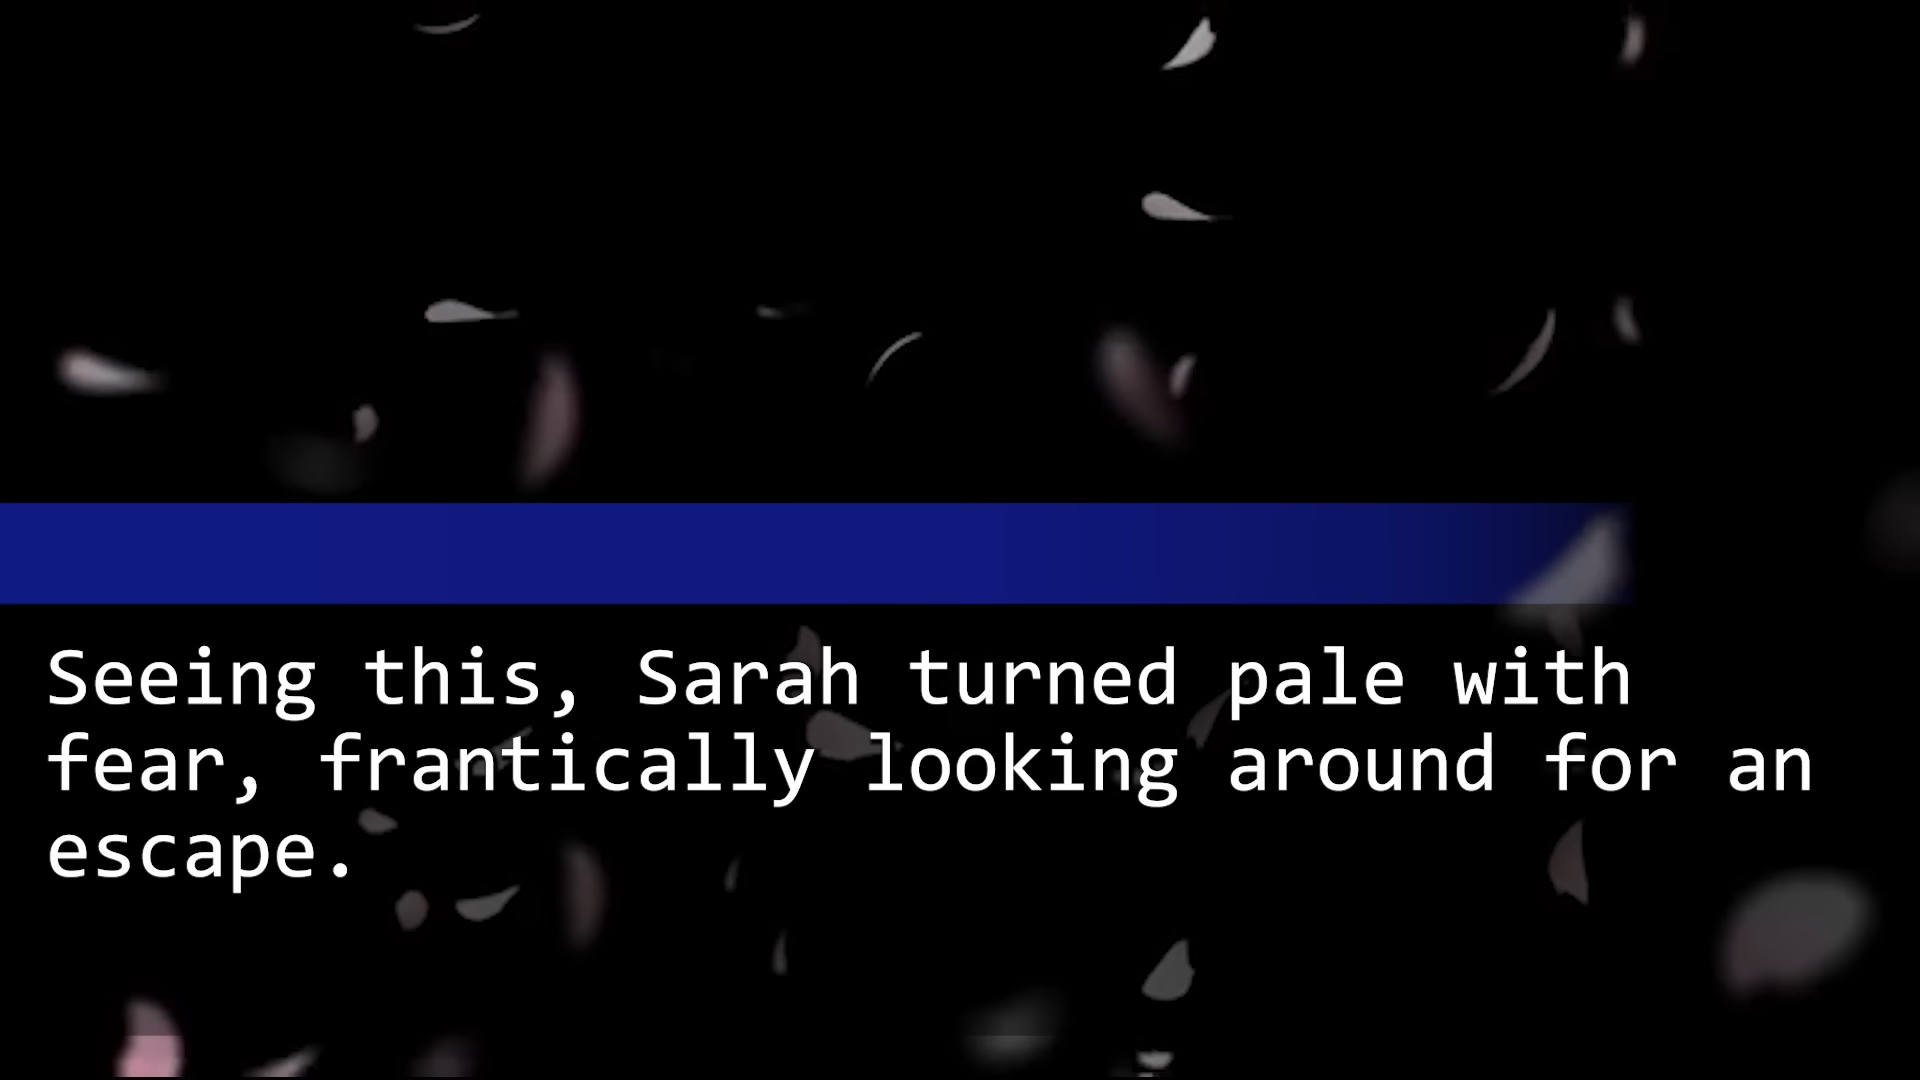 Seeing this, Sarah turned pale with
fear, frantically looking around for an
escape.